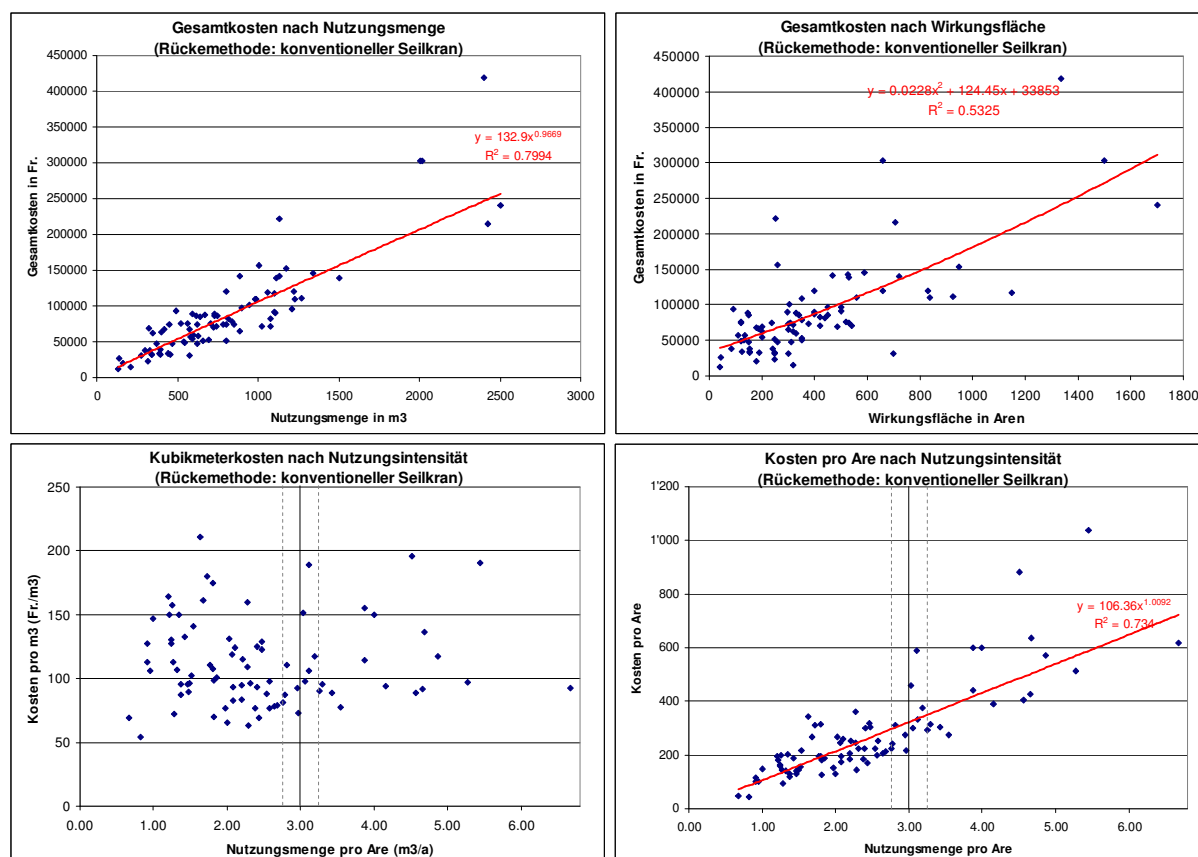 Gesamtkosten nach Nutzungsmenge
(Rückemethode: konventioneller Seilkran)
450000
400000
350000
300000
250000
200000
150000
100000
50000
0
Gesamtkosten in Fr.
y = 132.9x^0.9669
R² = 0.7994
0 500 1000 1500 2000 2500 3000
Nutzungsmenge in m3
Gesamtkosten nach Wirkungsfläche
(Rückemethode: konventioneller Seilkran)
450000
400000
350000
300000
250000
200000
150000
100000
50000
0
Gesamtkosten in Fr.
y = 0.0228x² + 124.45x + 33853
R² = 0.5325
0 200 400 600 800 1000 1200 1400 1600 1800
Wirkungsfläche in Aren
Kubikmeterkosten nach Nutzungsintensität
(Rückemethode: konventioneller Seilkran)
250
200
150
100
50
0
Kosten pro m3 (Fr./m3)
0.00 1.00 2.00 3.00 4.00 5.00 6.00
Nutzungsmenge pro Are (m3/a)
Kosten pro Are nach Nutzungsintensität
(Rückemethode: konventioneller Seilkran)
1'200
1'000
800
600
400
200
0
Kosten pro Are
y = 106.36x^1.0092
R² = 0.734
0.00 1.00 2.00 3.00 4.00 5.00 6.00
Nutzungsmenge pro Are